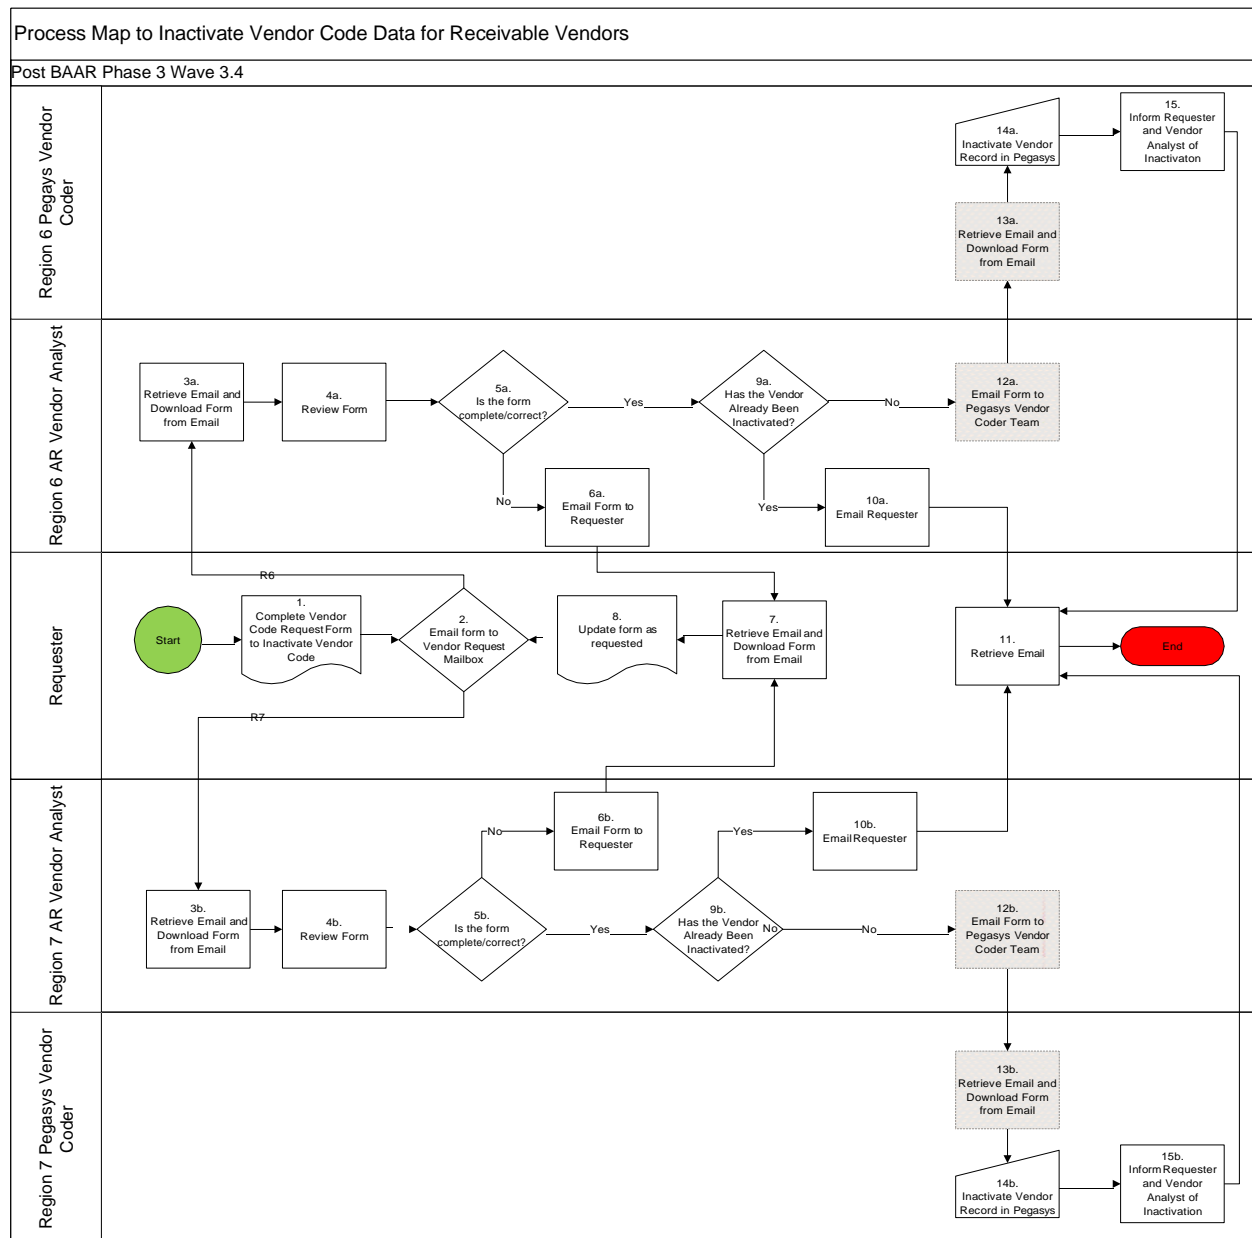 Process Map to Inactivate Vendor Code Data for Receivable Vendors
Post BAAR Phase 3 Wave 3.4
Region 6 Pegays Vendor
Coder
14a.
Inactivate Vendor
Record in Pegasys
15.
Inform Requester
and Vendor
Analyst of
Inactivaton
13a.
Retrieve Email and
Download Form
from Email
Region 6 AR Vendor Analyst
3a.
Retrieve Email and
Download Form
from Email
4a.
Review Form
5a.
Is the form
complete/correct?
Yes
No
6a.
Email Form to
Requester
9a.
Has the Vendor
Already Been
Inactivated?
No
Yes
10a.
Email Requester
12a.
Email Form to
Pegasys Vendor
Coder Team
Requester
R6
Start
1.
Complete Vendor
Code Request Form
to Inactivate Vendor
Code
2.
Email form to
Vendor Request
Mailbox
8.
Update form as
requested
7.
Retrieve Email and
Download Form
from Email
11.
Retrieve Email
End
R7
Region 7 AR Vendor Analyst
3b.
Retrieve Email and
Download Form
from Email
4b.
Review Form
5b.
Is the form
complete/correct?
No
Yes
6b.
Email Form to
Requester
9b.
Has the Vendor
Already Been
Inactivated?
No
Yes
No
10b.
Email Requester
12b.
Email Form to
Pegasys Vendor
Coder Team
Region 7 Pegasys Vendor
Coder
13b.
Retrieve Email and
Download Form
from Email
14b.
Inactivate Vendor
Record in Pegasys
15b.
Inform Requester
and Vendor
Analyst of
Inactivation